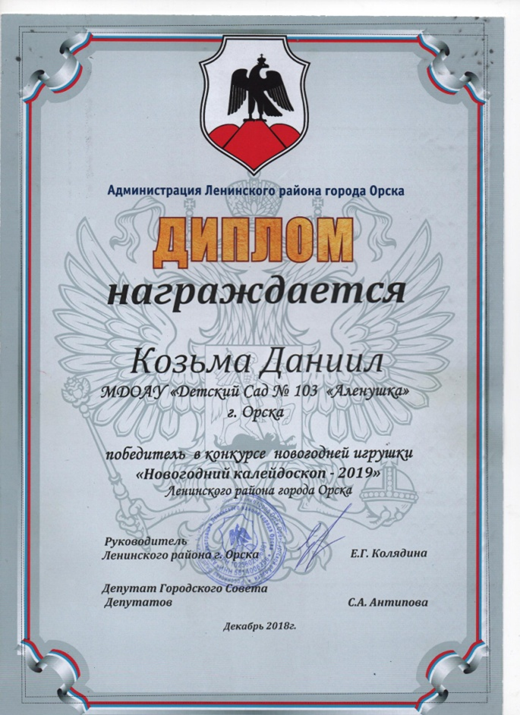 Администрация Ленинского района города Орска
ДИПЛОМ
награждается
Козьма Даниил
МДОАУ «Детский Сад № 103 «Аленушка»
г. Орска
победитель в конкурсе новогодней игрушки
«Новогодний калейдоскоп - 2019»
Ленинского района города Орска
Руководитель
Ленинского района г. Орска Е.Г. Колядина
Депутат Городского Совета
Депутатов С.А. Антипова
Декабрь 2018г.